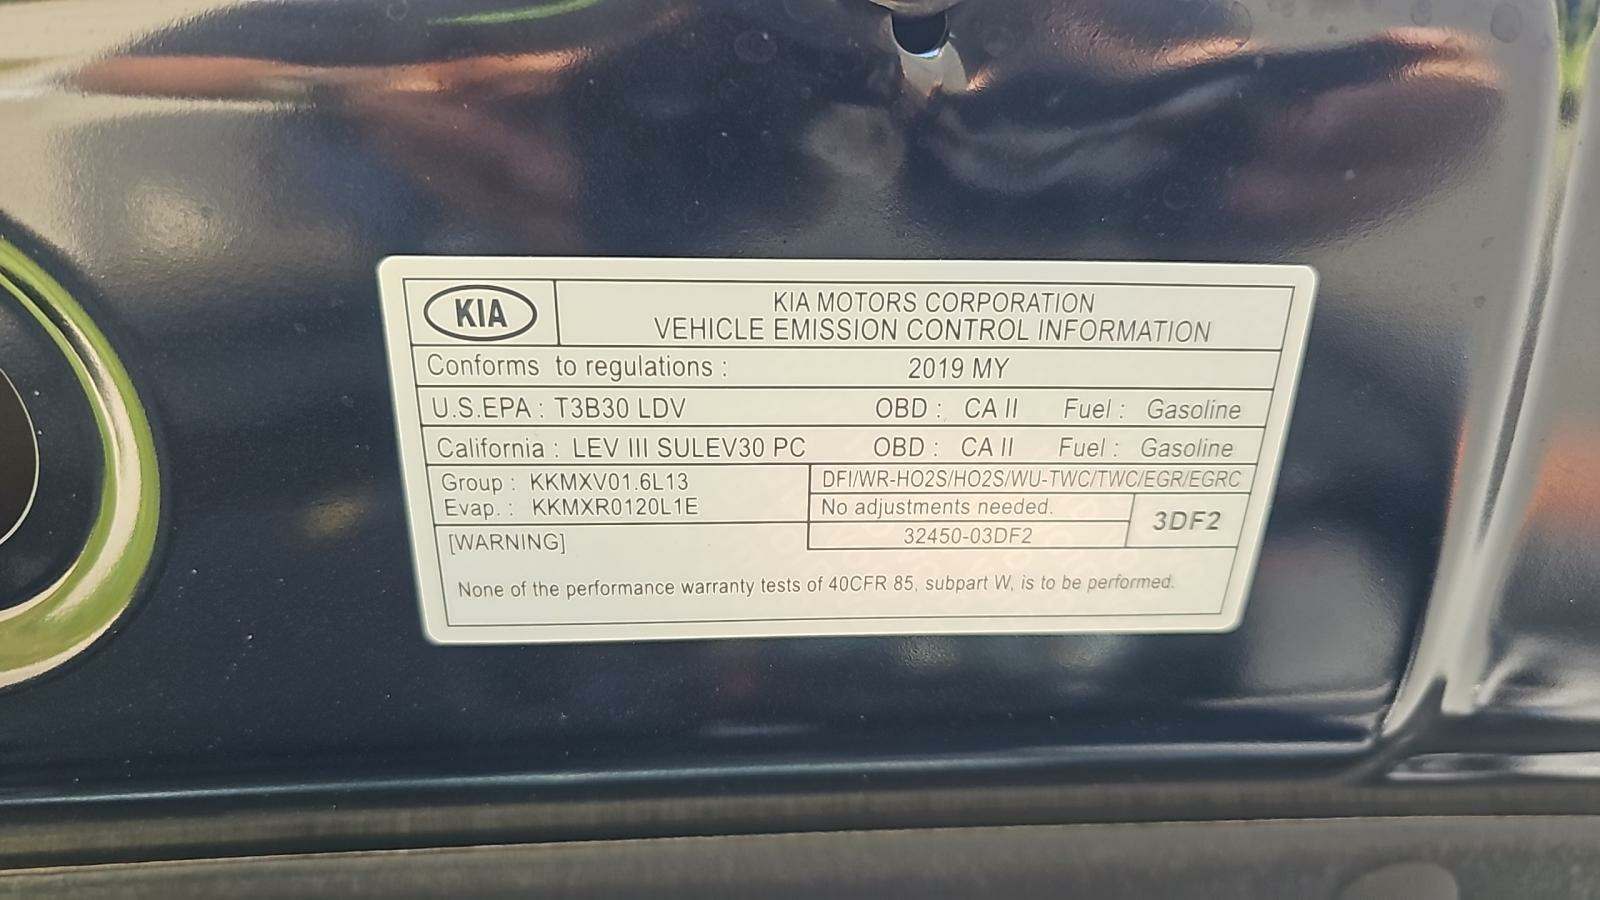 KIA
KIA MOTORS CORPORATION
VEHICLE EMISSION CONTROL INFORMATION
Conforms to regulations : 2019 MY
U.S.EPA : T3B30 LDV OBD : CA II Fuel : Gasoline
California : LEV III SULEV30 PC OBD : CA II Fuel : Gasoline
Group : KKMXV01.6L13
Evap. : KKMXR0120L1E
DFI/WR-HO2S/HO2S/WU-TWC/TWC/EGR/EGRC
No adjustments needed.
32450-03DF2
3DF2
[WARNING]
None of the performance warranty tests of 40CFR 85, subpart W, is to be performed.